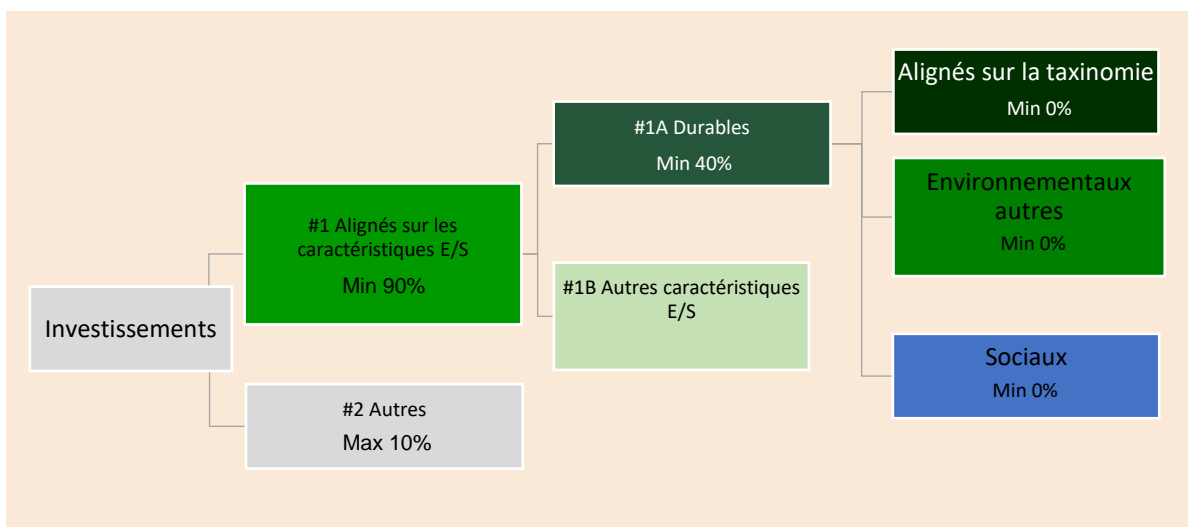 Investissements
#1 Alignés sur les
caractéristiques E/S
Min 90%
#2 Autres
Max 10%
#1A Durables
Min 40%
#1B Autres caractéristiques
E/S
Alignés sur la taxinomie
Min 0%
Environnementaux
autres
Min 0%
Sociaux
Min 0%